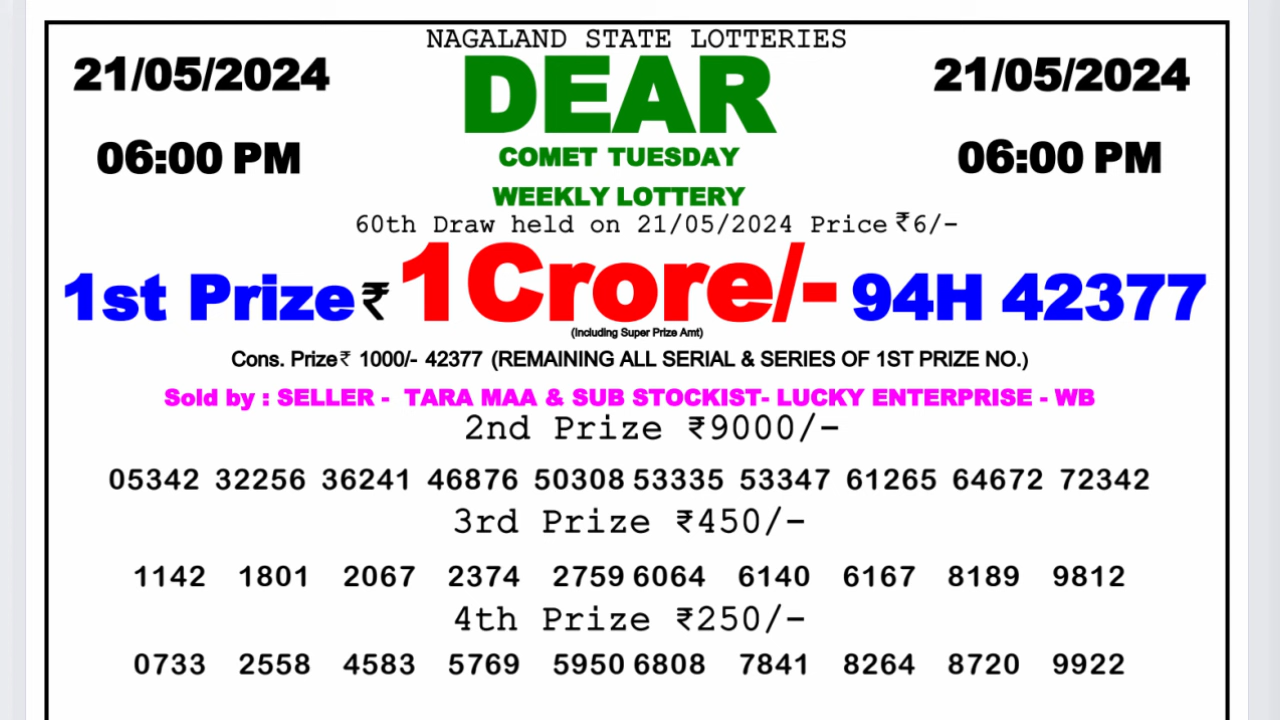 NAGALAND STATE LOTTERIES
21/05/2024 DEAR 21/05/2024
06:00 PM COMET TUESDAY 06:00 PM
WEEKLY LOTTERY
60th Draw held on 21/05/2024 Price ₹6/-
1st Prize ₹ 1Crore/- 94H 42377
(Including Super Prize Amt)
Cons. Prize ₹ 1000/- 42377 (REMAINING ALL SERIAL & SERIES OF 1ST PRIZE NO.)
Sold by : SELLER - TARA MAA & SUB STOCKIST- LUCKY ENTERPRISE - WB
2nd Prize ₹9000/-
05342 32256 36241 46876 50308 53335 53347 61265 64672 72342
3rd Prize ₹450/-
1142 1801 2067 2374 2759 6064 6140 6167 8189 9812
4th Prize ₹250/-
0733 2558 4583 5769 5950 6808 7841 8264 8720 9922